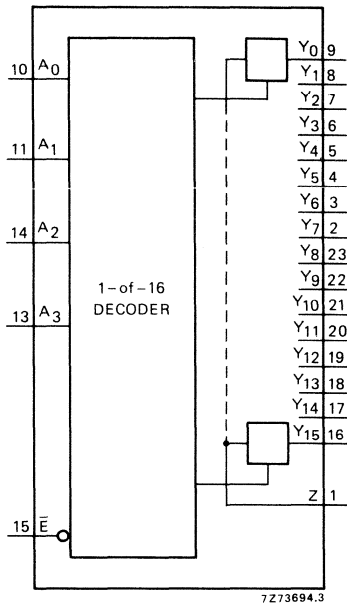 10 A0
11 A1
14 A2
13 A3
15 E̅
1-of-16
DECODER
Y0 9
Y1 8
Y2 7
Y3 6
Y4 5
Y5 4
Y6 3
Y7 2
Y8 23
Y9 22
Y10 21
Y11 20
Y12 19
Y13 18
Y14 17
Y15 16
Z 1
7Z73694.3